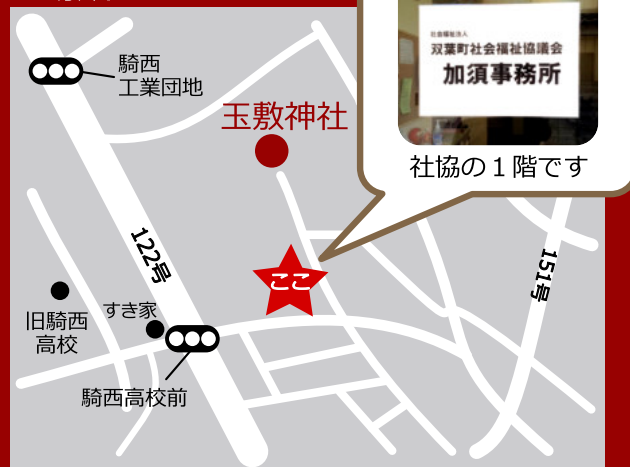 社会福祉法人
双葉町社会福祉協議会
加須事務所
社協の１階です
騎西
工業団地
玉敷神社
122号
151号
ここ
旧騎西
高校
すき家
騎西高校前